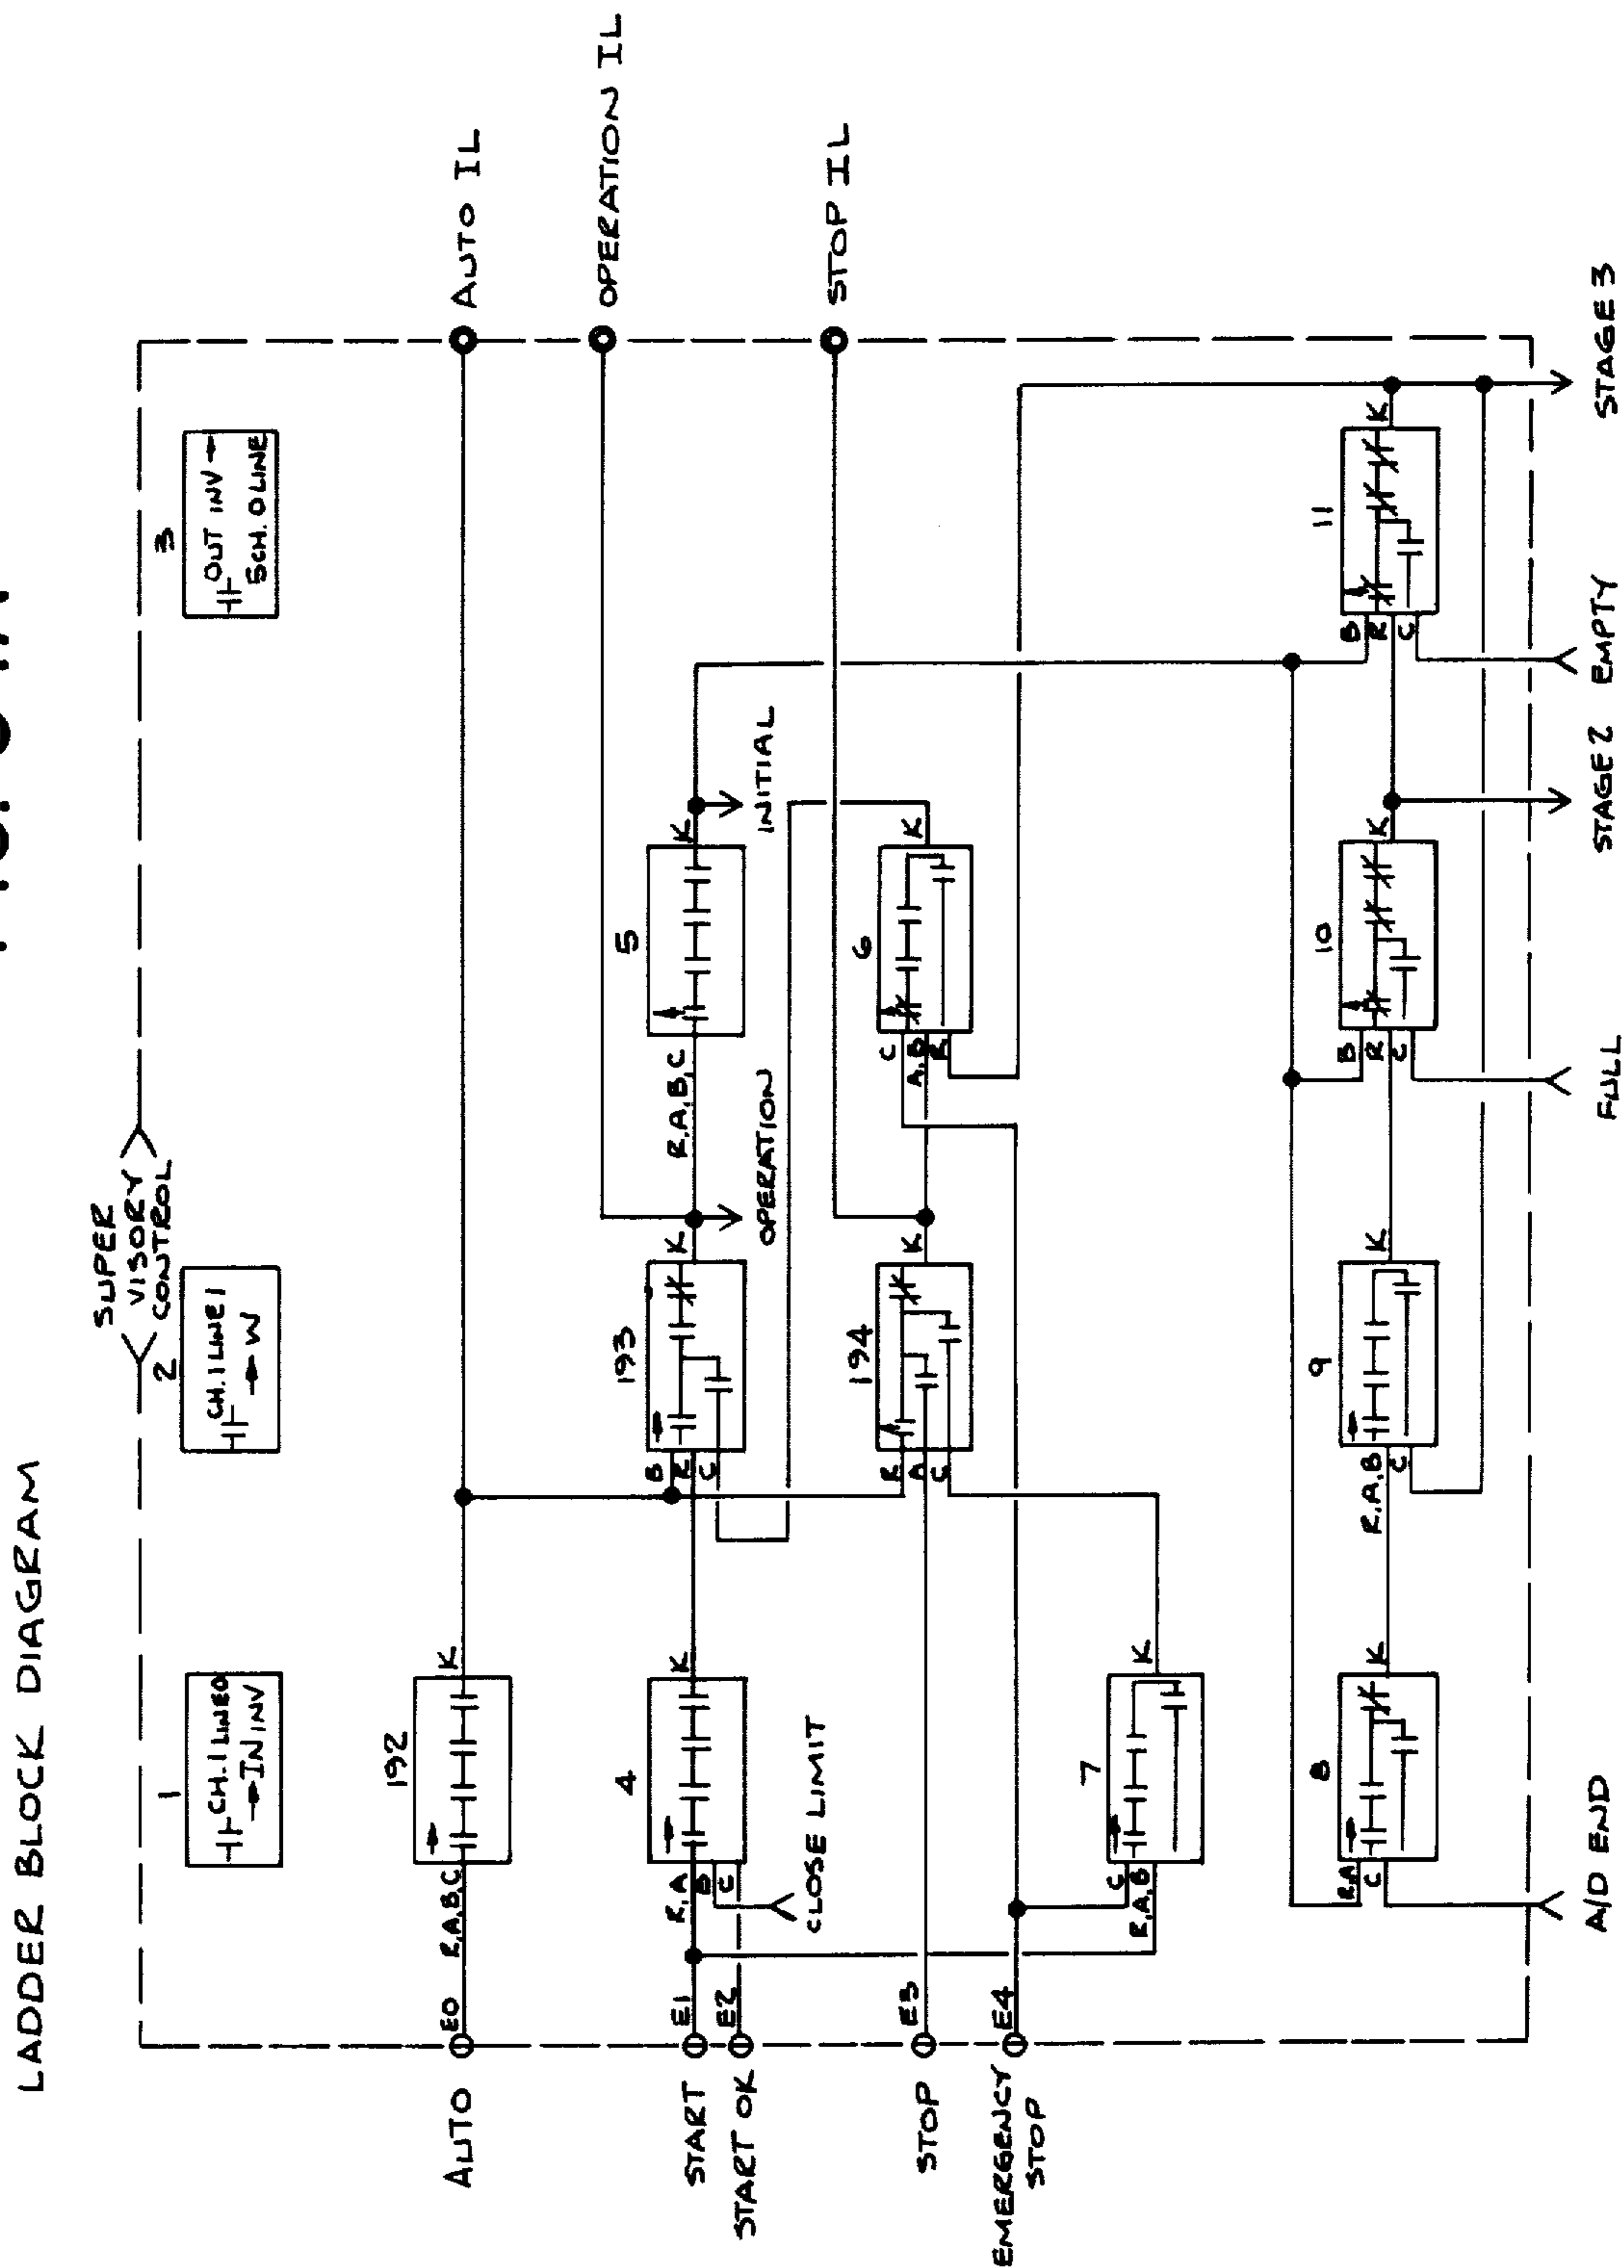 LADDER BLOCK DIAGRAM
SUPER
VISORY
CONTROL
1
CH.1 LINE0
IN INV
2
CH.1 LINE1
W
3
OUT INV
SCH.0 LINE
AUTO
E0
R,A,B,C
192
K
AUTO IL
START
E1
START OK
E2
R,A
B
C
4
K
CLOSE LIMIT
B
R
C
193
K
OPERATION
OPERATION IL
R,A,B,C
5
K
INITIAL
STOP
E3
R
A
C
194
K
STOP IL
C
A,B
R
6
K
EMERGENCY
STOP
E4
C
R,A,B
7
K
R,A
C
8
K
R,A,B
C
9
K
B
R
C
10
K
B
R
C
11
K
A/D END
FULL
STAGE 2
EMPTY
STAGE 3